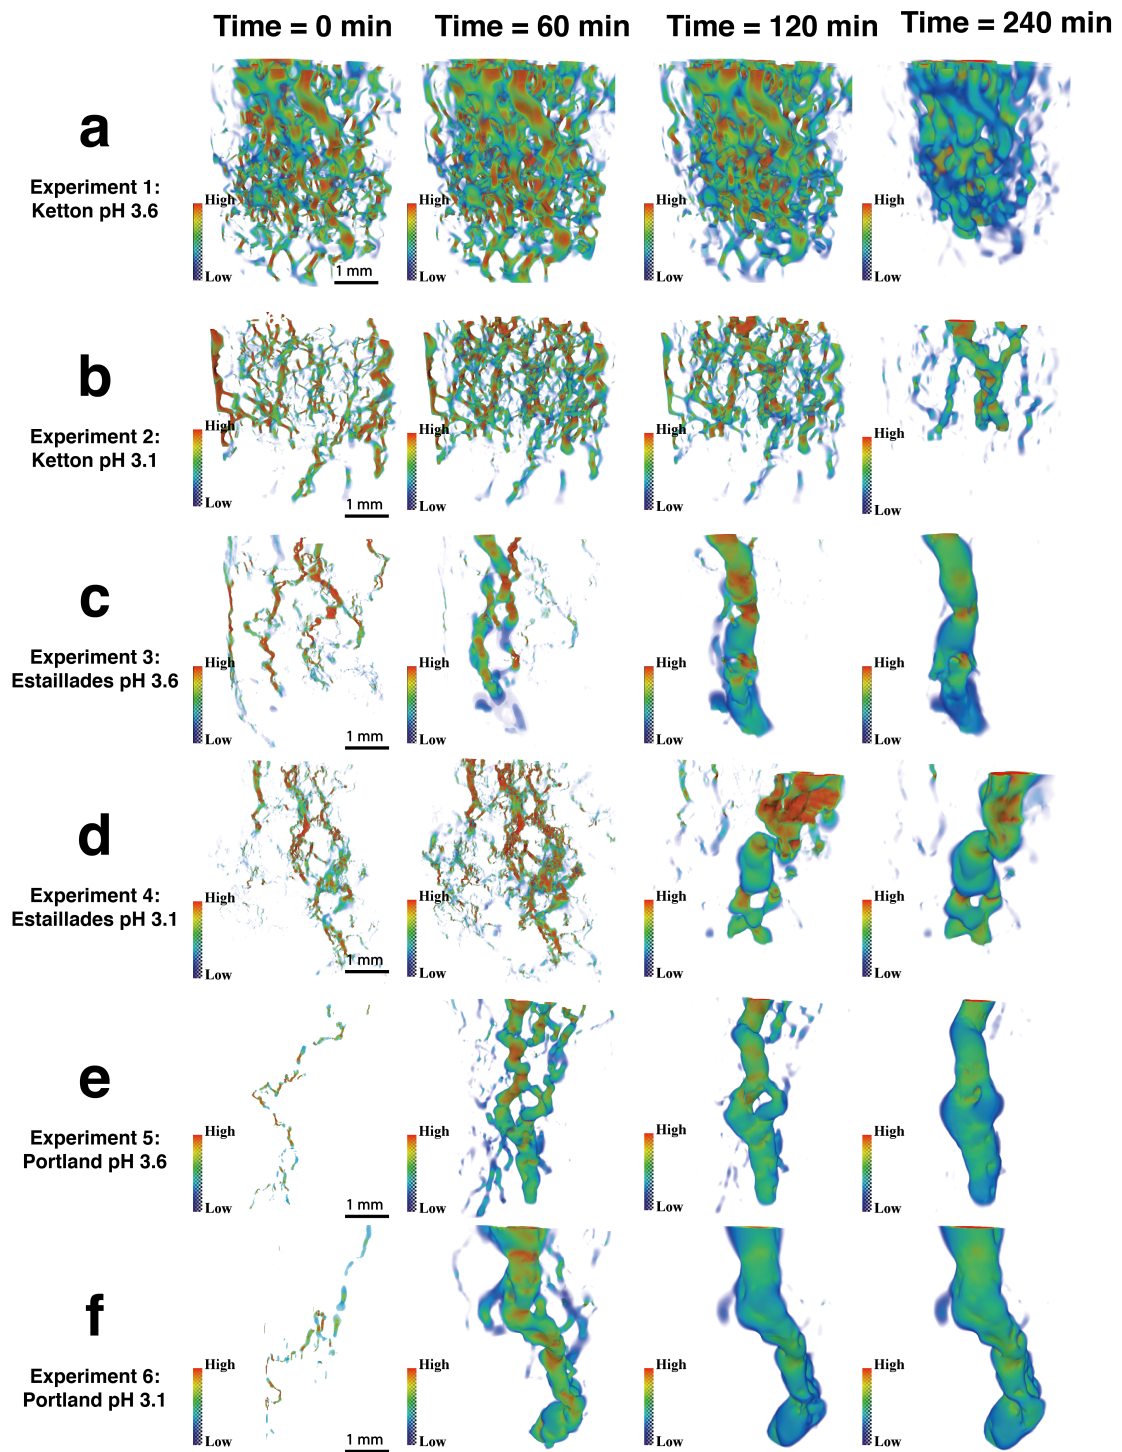 Time = 0 min
Time = 60 min
Time = 120 min
Time = 240 min
a
Experiment 1:
Ketton pH 3.6
High
Low
1 mm
High
Low
High
Low
High
Low
b
Experiment 2:
Ketton pH 3.1
High
Low
1 mm
High
Low
High
Low
High
Low
c
Experiment 3:
Estaillades pH 3.6
High
Low
1 mm
High
Low
High
Low
High
Low
d
Experiment 4:
Estaillades pH 3.1
High
Low
1 mm
High
Low
High
Low
High
Low
e
Experiment 5:
Portland pH 3.6
High
Low
1 mm
High
Low
High
Low
High
Low
f
Experiment 6:
Portland pH 3.1
High
Low
1 mm
High
Low
High
Low
High
Low